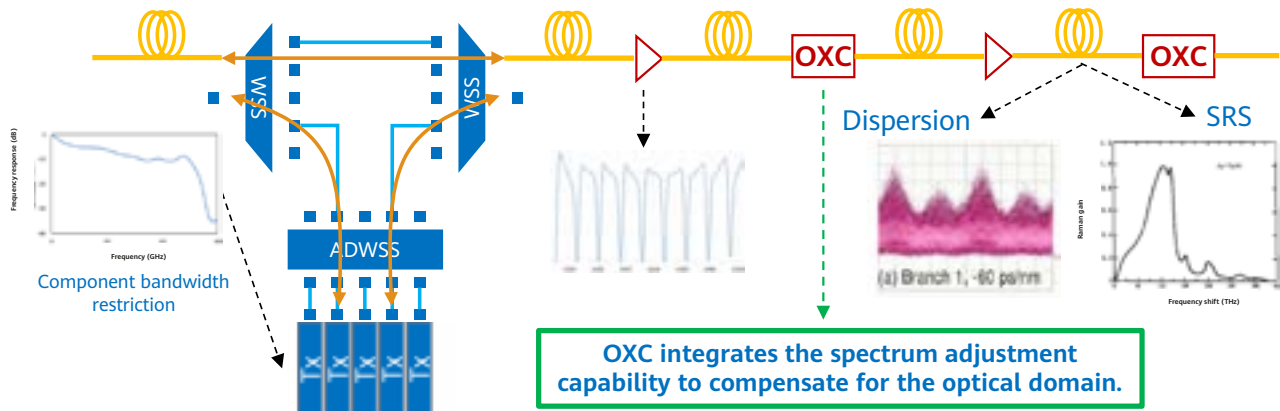 OXC
OXC
WSS
WSS
Dispersion
SRS
Frequency response (dB)
Frequency (GHz)
Component bandwidth
restriction
ADWSS
Tx
Tx
Tx
Tx
Tx
(a) Branch 1, -60 ps/nm
Raman gain
Frequency shift (THz)
OXC integrates the spectrum adjustment
capability to compensate for the optical domain.